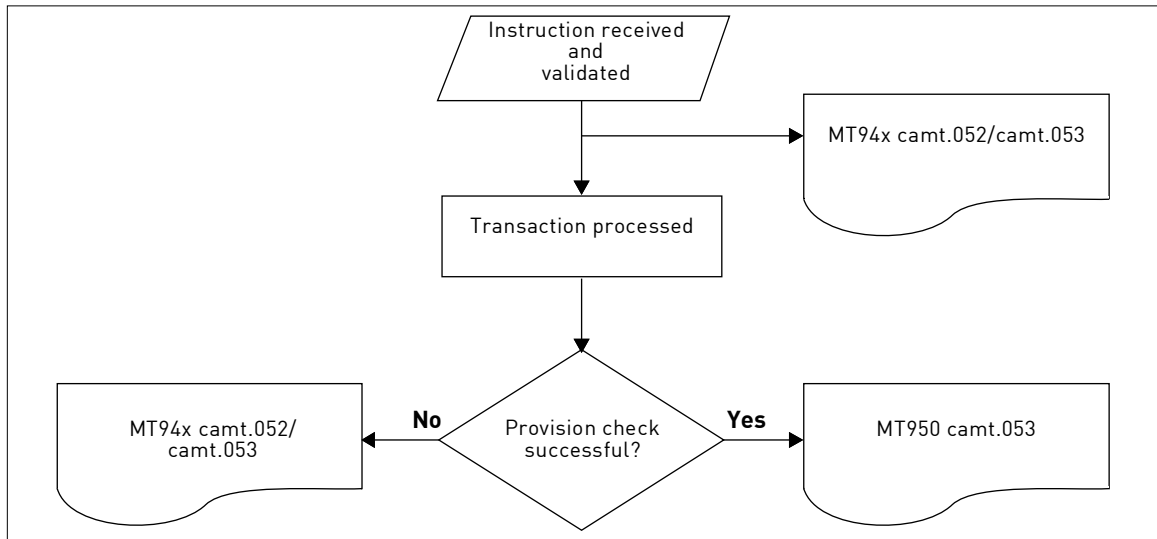 Instruction received
and
validated
MT94x camt.052/camt.053
Transaction processed
No
Yes
MT94x camt.052/
camt.053
Provision check
successful?
MT950 camt.053